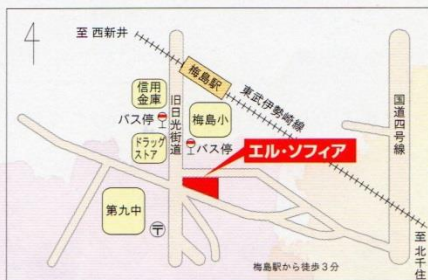 至 西新井
梅島駅
東武伊勢崎線
信用
金庫
旧日光街道
梅島小
国道四号線
バス停
ドラッグ
ストア
バス停
エル・ソフィア
第九中
〒
至 北千住
梅島駅から徒歩3分